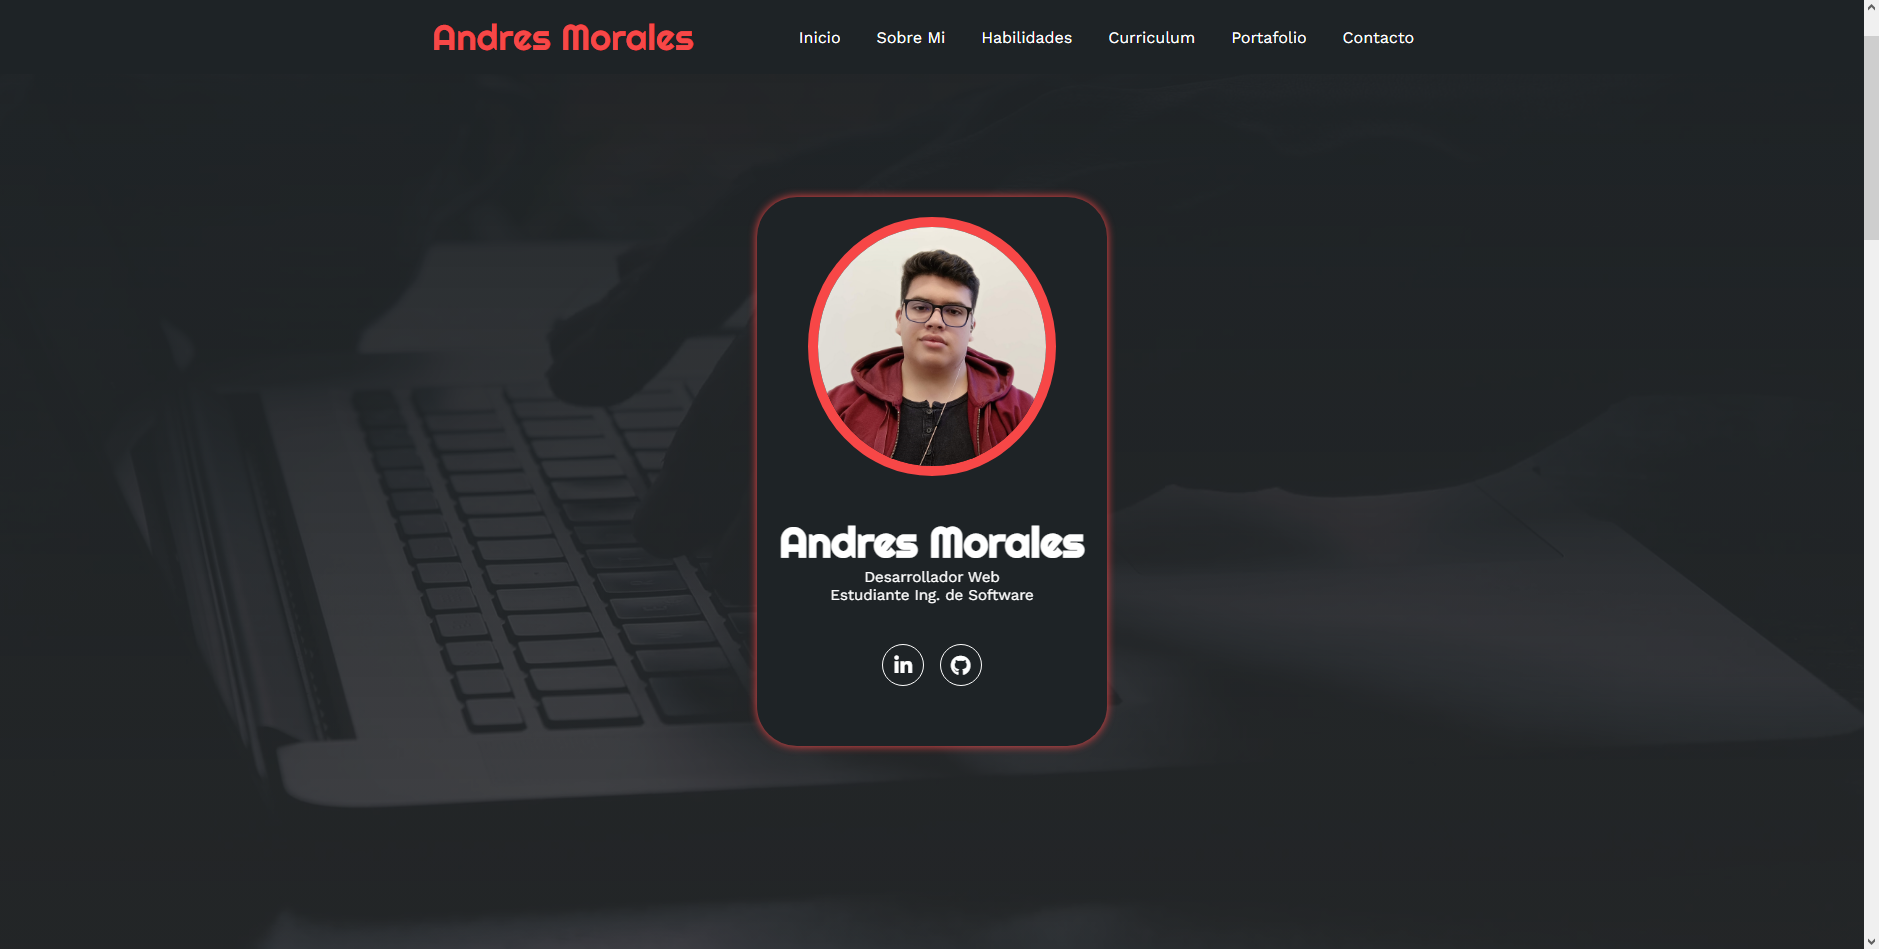 Andres Morales
Inicio Sobre Mi Habilidades Curriculum Portafolio Contacto
Andres Morales
Desarrollador Web
Estudiante Ing. de Software
in